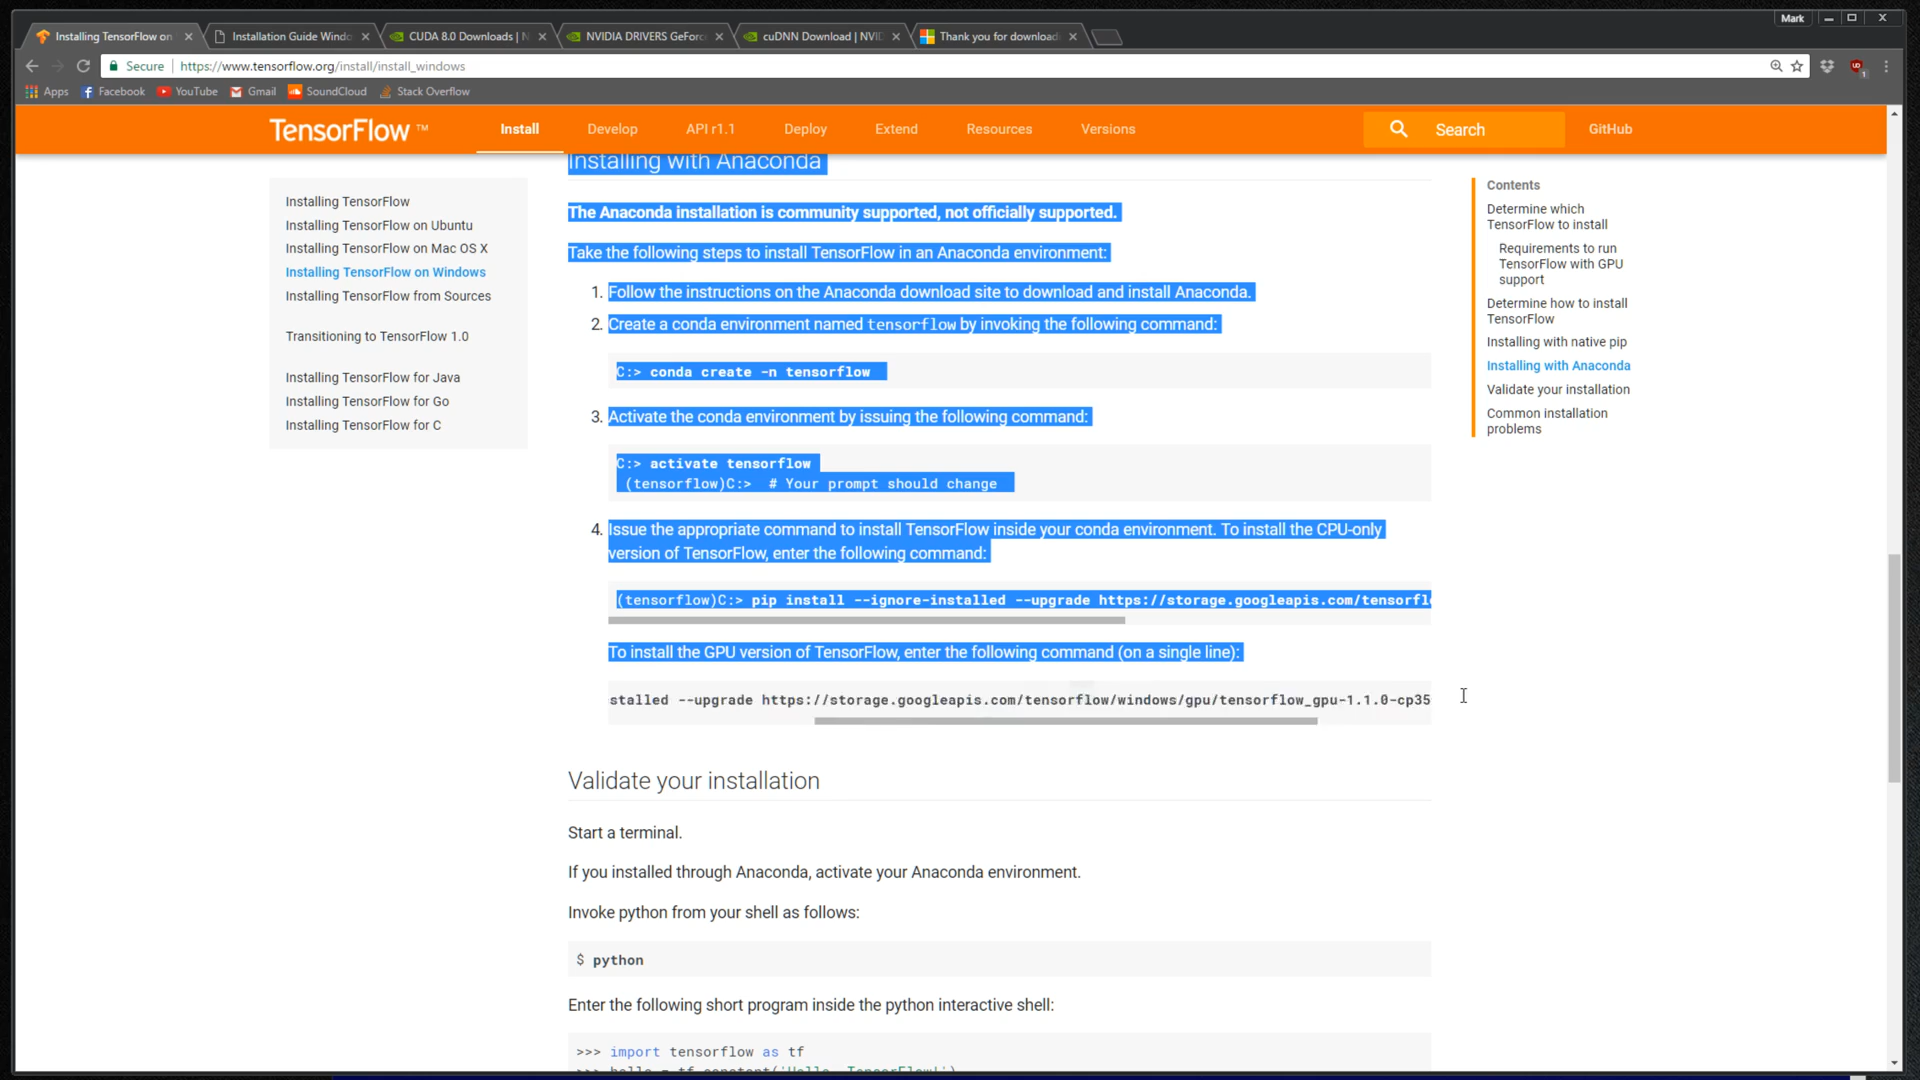 Mark
Installing TensorFlow on
Installation Guide Windo
CUDA 8.0 Downloads | N
NVIDIA DRIVERS GeForc
cuDNN Download | NVID
Thank you for download
Secure
https://www.tensorflow.org/install/install_windows
Apps
Facebook
YouTube
Gmail
SoundCloud
Stack Overflow
TensorFlow ™
Install
Develop
API r1.1
Deploy
Extend
Resources
Versions
Search
GitHub
Installing TensorFlow
Installing TensorFlow on Ubuntu
Installing TensorFlow on Mac OS X
Installing TensorFlow on Windows
Installing TensorFlow from Sources
Transitioning to TensorFlow 1.0
Installing TensorFlow for Java
Installing TensorFlow for Go
Installing TensorFlow for C
Installing with Anaconda
The Anaconda installation is community supported, not officially supported.
Take the following steps to install TensorFlow in an Anaconda environment:
1. Follow the instructions on the Anaconda download site to download and install Anaconda.
2. Create a conda environment named tensorflow by invoking the following command:
C:> conda create -n tensorflow
3. Activate the conda environment by issuing the following command:
C:> activate tensorflow
(tensorflow)C:>  # Your prompt should change
4. Issue the appropriate command to install TensorFlow inside your conda environment. To install the CPU-only
version of TensorFlow, enter the following command:
(tensorflow)C:> pip install --ignore-installed --upgrade https://storage.googleapis.com/tensorfl
To install the GPU version of TensorFlow, enter the following command (on a single line):
stalled --upgrade https://storage.googleapis.com/tensorflow/windows/gpu/tensorflow_gpu-1.1.0-cp35
Validate your installation
Start a terminal.
If you installed through Anaconda, activate your Anaconda environment.
Invoke python from your shell as follows:
$ python
Enter the following short program inside the python interactive shell:
>>> import tensorflow as tf
>>> hello = tf.constant('Hello, TensorFlow!')
Contents
Determine which
TensorFlow to install
Requirements to run
TensorFlow with GPU
support
Determine how to install
TensorFlow
Installing with native pip
Installing with Anaconda
Validate your installation
Common installation
problems